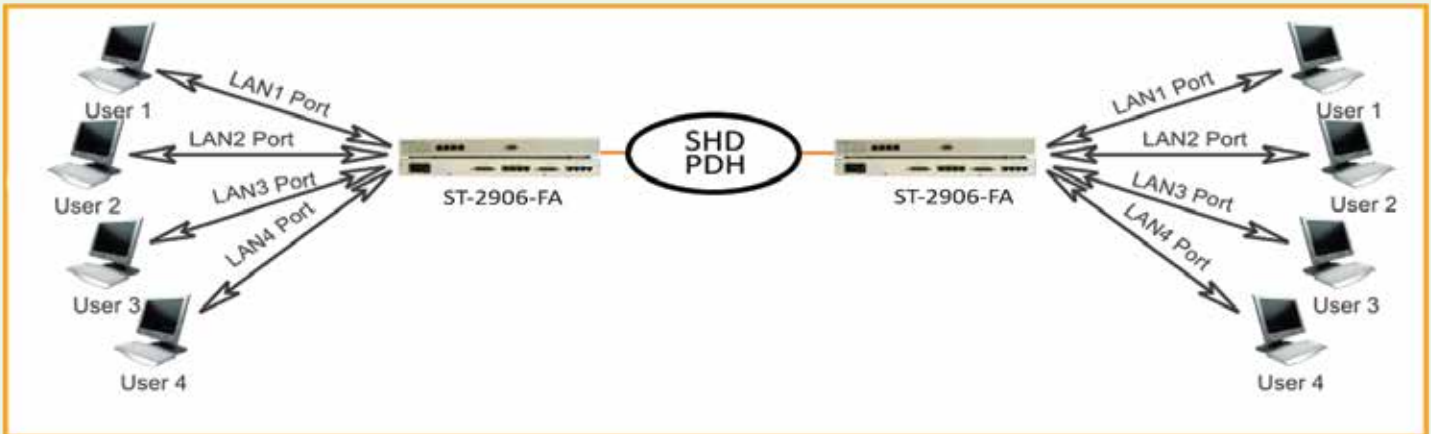 User 1
LAN1 Port
User 2
LAN2 Port
User 3
LAN3 Port
User 4
LAN4 Port
ST-2906-FA
SHD
PDH
ST-2906-FA
LAN1 Port
User 1
LAN2 Port
User 2
LAN3 Port
User 3
LAN4 Port
User 4